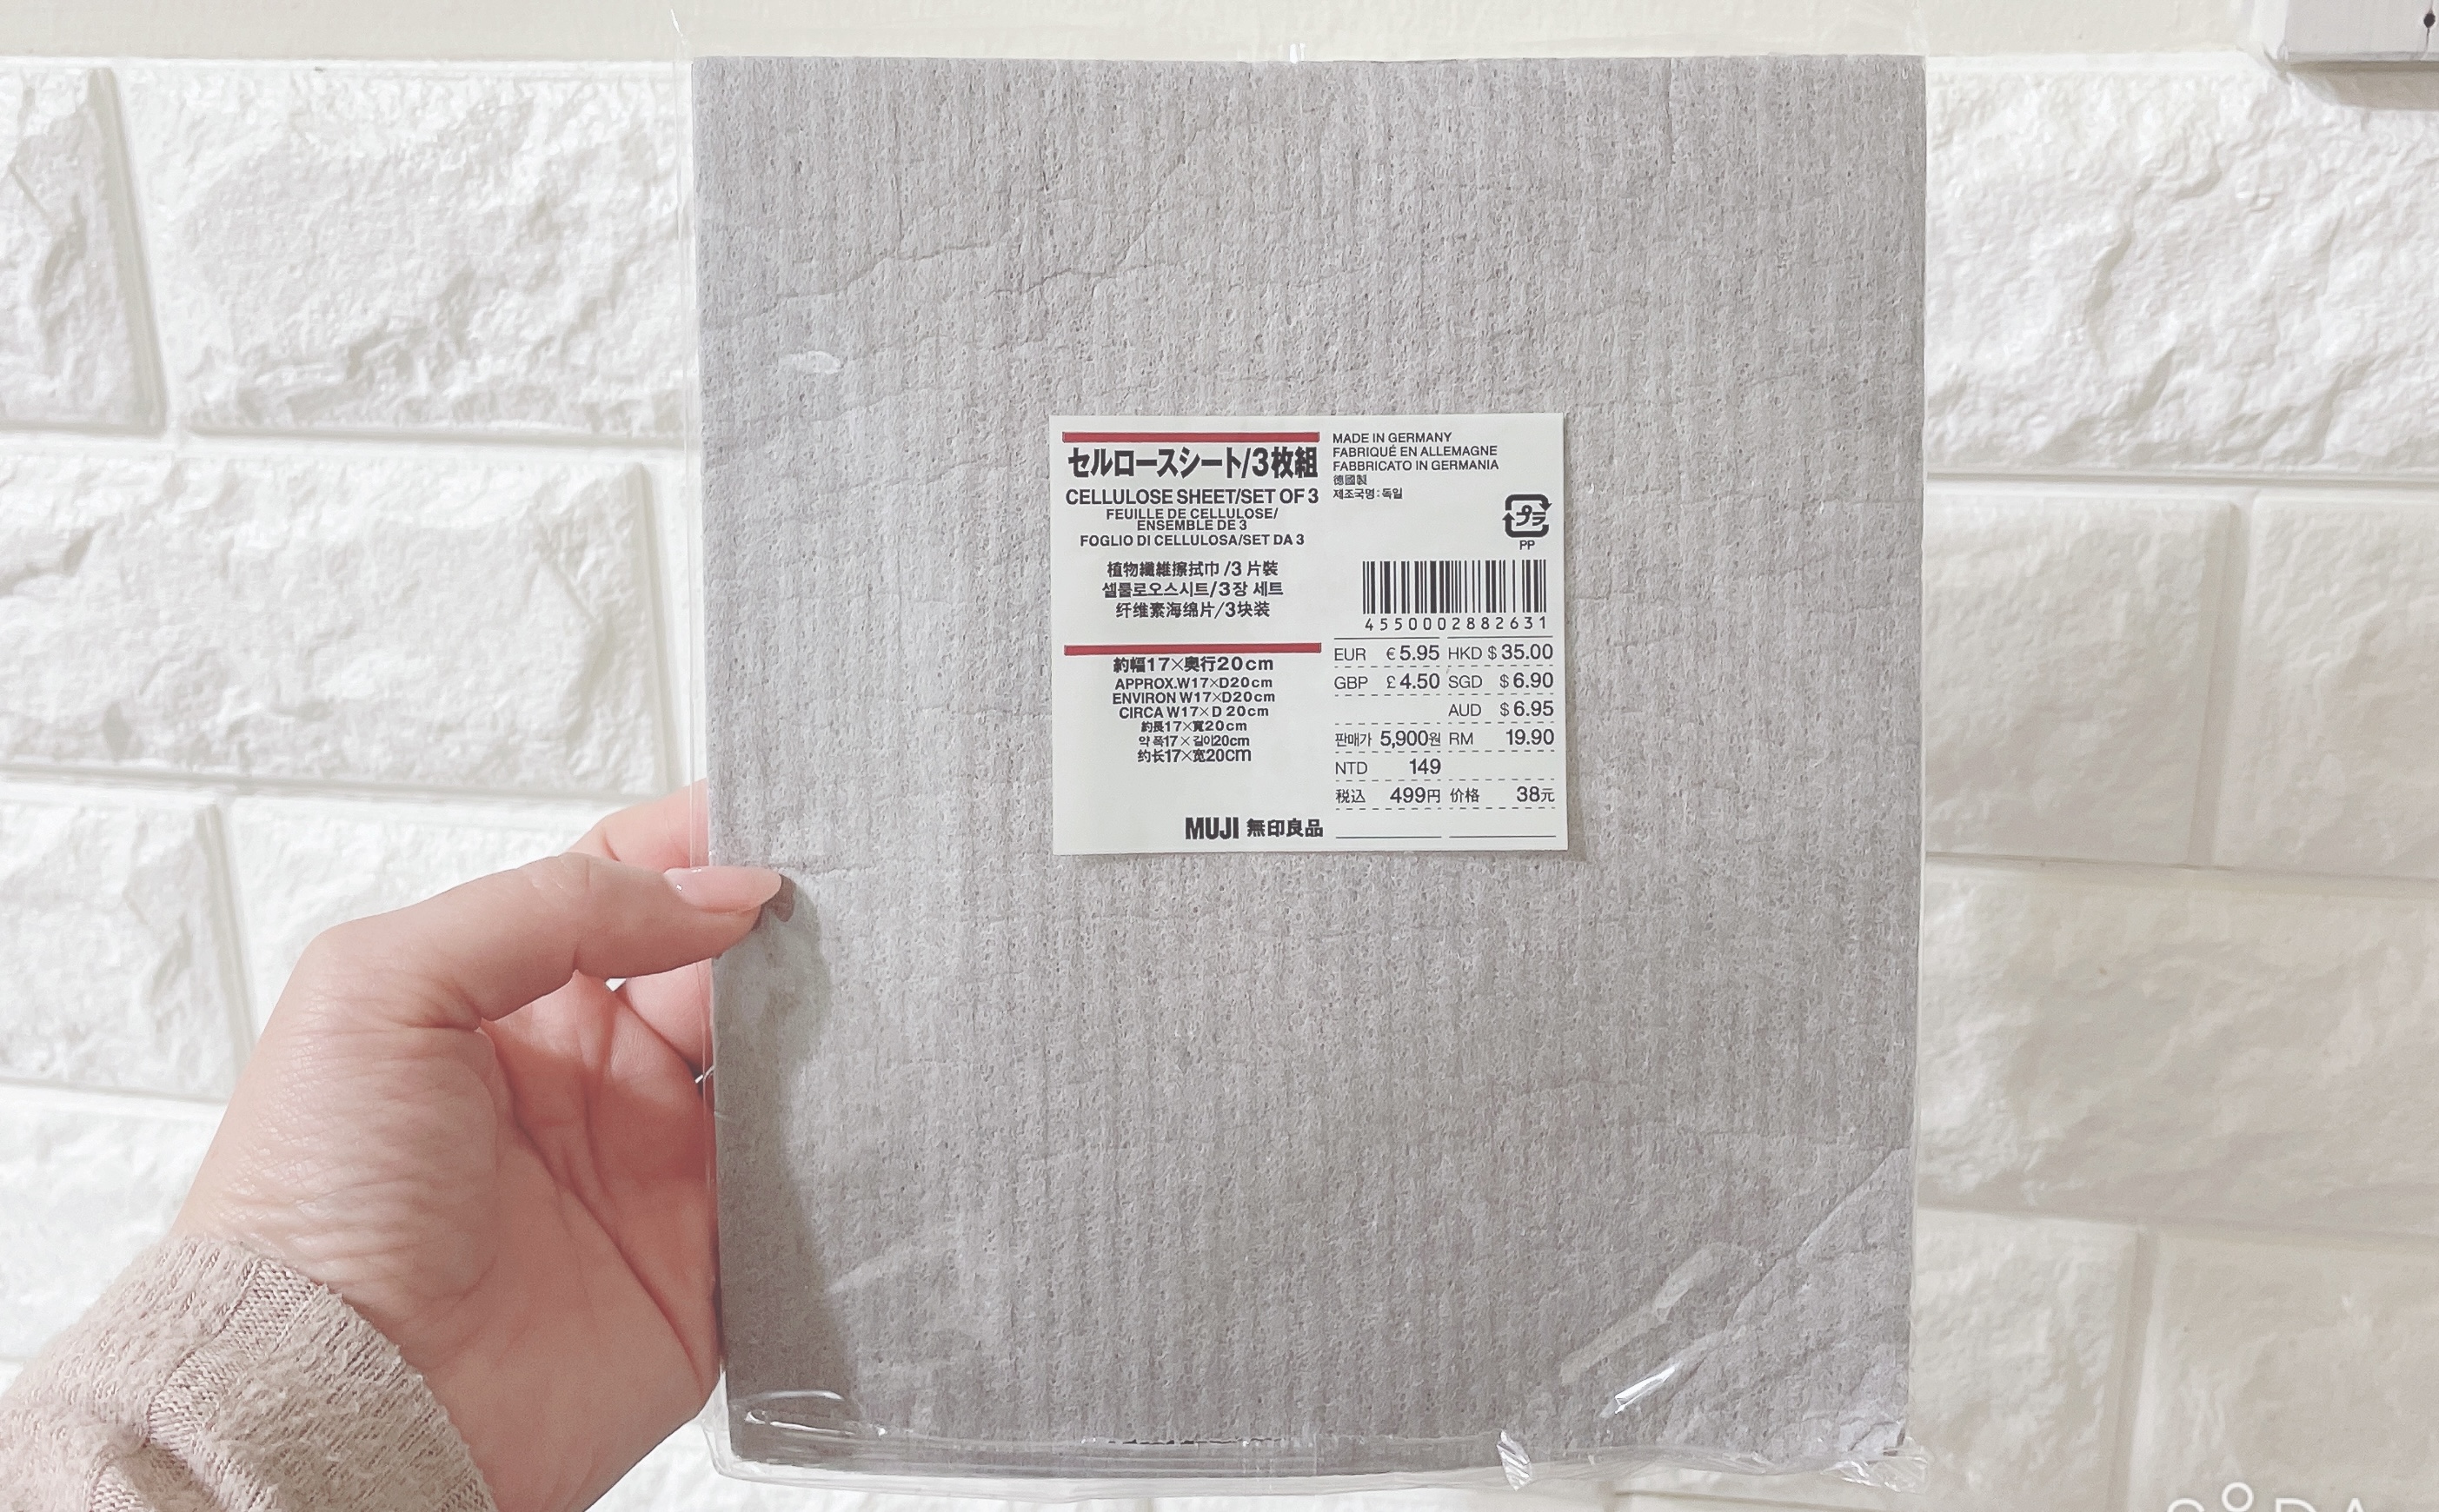 セルロースシート/3枚組
CELLULOSE SHEET/SET OF 3
FEUILLE DE CELLULOSE/
ENSEMBLE DE 3
FOGLIO DI CELLULOSA/SET DA 3
植物纖維擦拭巾/3片裝
셀룰로오스시트/3장 세트
纤维素海绵片/3块装
約幅17×奥行20cm
APPROX.W17×D20cm
ENVIRON W17×D20cm
CIRCA W17×D 20cm
約長17×寬20cm
약 폭17×길이20cm
约长17×宽20cm
MUJI 無印良品
MADE IN GERMANY
FABRIQUÉ EN ALLEMAGNE
FABBRICATO IN GERMANIA
德國製
제조국명:독일
プラ
PP
4550002882631
EUR €5.95 HKD $35.00
GBP £4.50 SGD $6.90
AUD $6.95
판매가 5,900원 RM 19.90
NTD 149
税込 499円 价格 38元